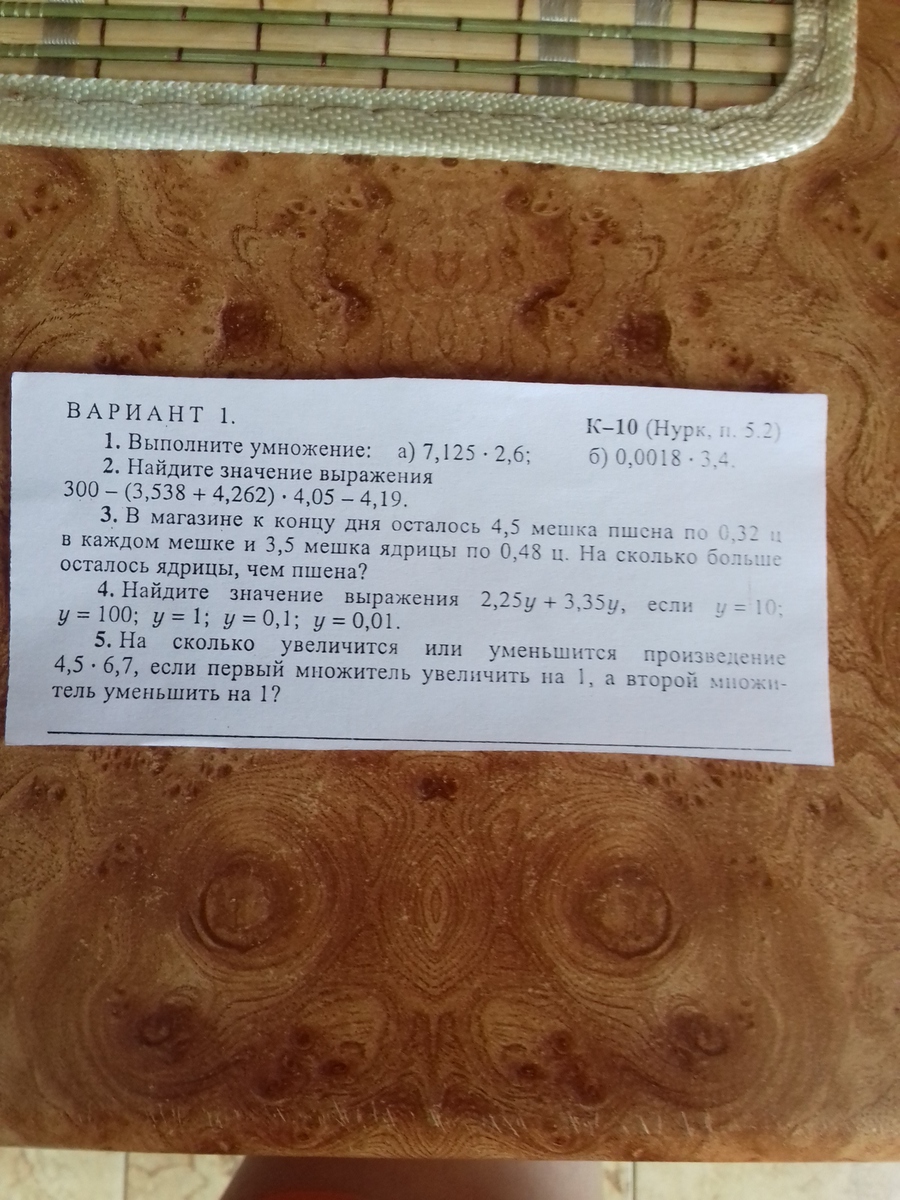 ВАРИАНТ 1.
К–10 (Нурк, п. 5.2)
1. Выполните умножение: а) 7,125 · 2,6; б) 0,0018 · 3,4.
2. Найдите значение выражения
300 – (3,538 + 4,262) · 4,05 – 4,19.
3. В магазине к концу дня осталось 4,5 мешка пшена по 0,32 ц
в каждом мешке и 3,5 мешка ядрицы по 0,48 ц. На сколько больше
осталось ядрицы, чем пшена?
4. Найдите значение выражения 2,25y + 3,35y, если y = 10;
y = 100; y = 1; y = 0,1; y = 0,01.
5. На сколько увеличится или уменьшится произведение
4,5 · 6,7, если первый множитель увеличить на 1, а второй множи-
тель уменьшить на 1?